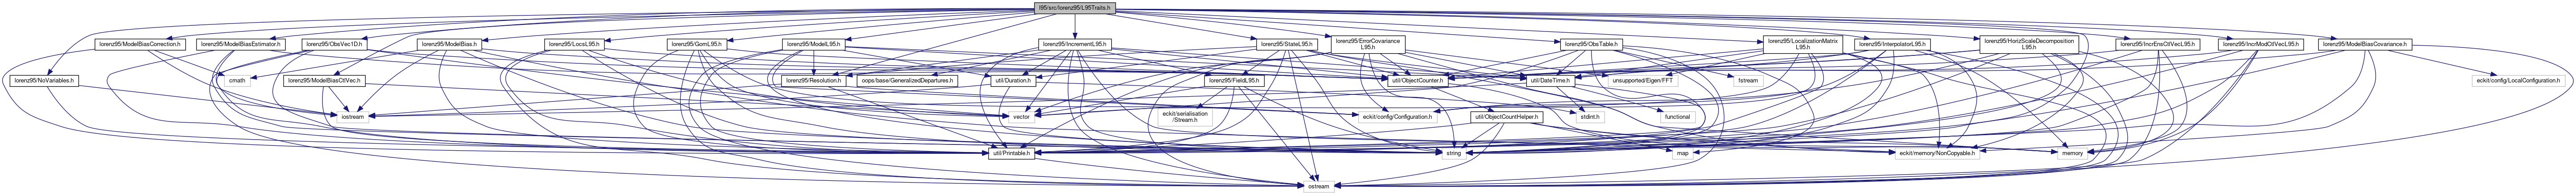 l95/src/lorenz95/L95Traits.h
lorenz95/ModelBiasCorrection.h
lorenz95/ModelBiasEstimator.h
lorenz95/ObsVec1D.h
lorenz95/ModelBias.h
lorenz95/LocsL95.h
lorenz95/GomL95.h
lorenz95/ModelL95.h
lorenz95/IncrementL95.h
lorenz95/StateL95.h
lorenz95/ErrorCovariance
L95.h
lorenz95/ObsTable.h
lorenz95/LocalizationMatrix
L95.h
lorenz95/InterpolatorL95.h
lorenz95/HorizScaleDecomposition
L95.h
lorenz95/IncrEnsCtlVecL95.h
lorenz95/IncrModCtlVecL95.h
lorenz95/ModelBiasCovariance.h
lorenz95/NoVariables.h
cmath
lorenz95/ModelBiasCtlVec.h
lorenz95/Resolution.h
oops/base/GeneralizedDepartures.h
util/Duration.h
lorenz95/FieldL95.h
util/ObjectCounter.h
util/DateTime.h
unsupported/Eigen/FFT
fstream
eckit/config/LocalConfiguration.h
iostream
vector
eckit/serialisation
/Stream.h
eckit/config/Configuration.h
util/ObjectCountHelper.h
stdint.h
functional
util/Printable.h
string
map
eckit/memory/NonCopyable.h
memory
ostream